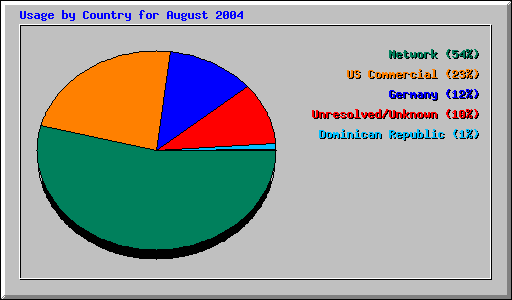 Usage by Country for August 2004
Network (54%)
US Commercial (23%)
Germany (12%)
Unresolved/Unknown (10%)
Dominican Republic (1%)